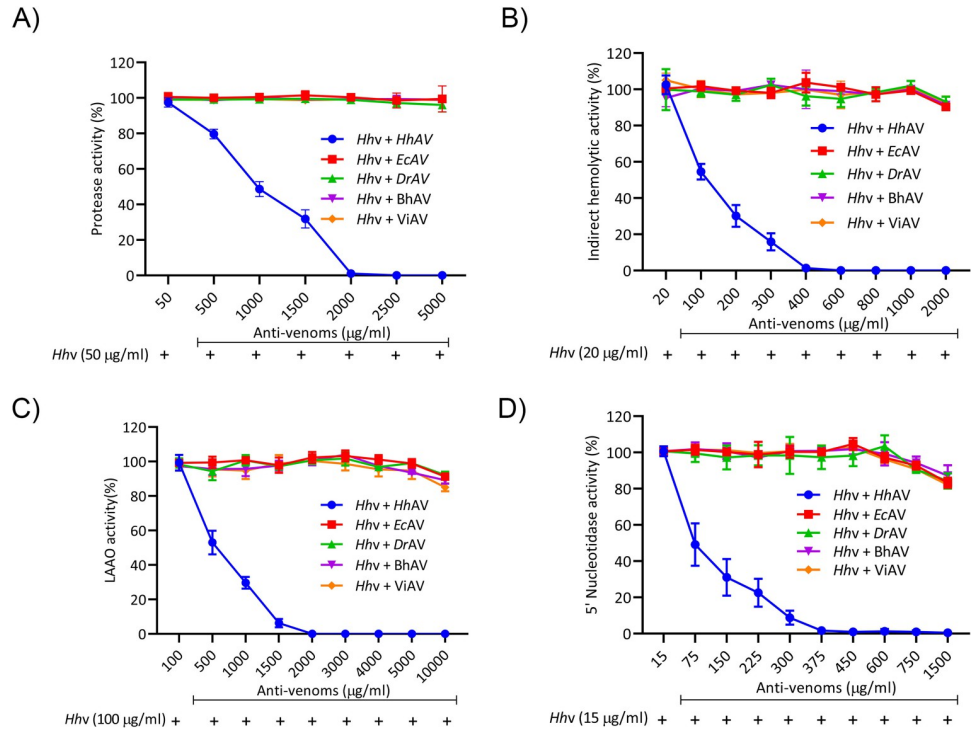 A)
120
100
80
60
40
20
0
Protease activity (%)
Hhv + HhAV
Hhv + EcAV
Hhv + DrAV
Hhv + BhAV
Hhv + ViAV
50 500 1000 1500 2000 2500 5000
Anti-venoms (µg/ml)
Hhv (50 µg/ml) + + + + + + +
B)
120
100
80
60
40
20
0
Indirect hemolytic activity (%)
Hhv + HhAV
Hhv + EcAV
Hhv + DrAV
Hhv + BhAV
Hhv + ViAV
20 100 200 300 400 600 800 1000 2000
Anti-venoms (µg/ml)
Hhv (20 µg/ml) + + + + + + + + +
C)
120
100
80
60
40
20
0
LAAO activity(%)
Hhv + HhAV
Hhv + EcAV
Hhv + DrAV
Hhv + BhAV
Hhv + ViAV
100 500 1000 1500 2000 3000 4000 5000 10000
Anti-venoms (µg/ml)
Hhv (100 µg/ml) + + + + + + + + +
D)
120
100
80
60
40
20
0
5' Nucleotidase activity (%)
Hhv + HhAV
Hhv + EcAV
Hhv + DrAV
Hhv + BhAV
Hhv + ViAV
15 75 150 225 300 375 450 600 750 1500
Anti-venoms (µg/ml)
Hhv (15 µg/ml) + + + + + + + + + +